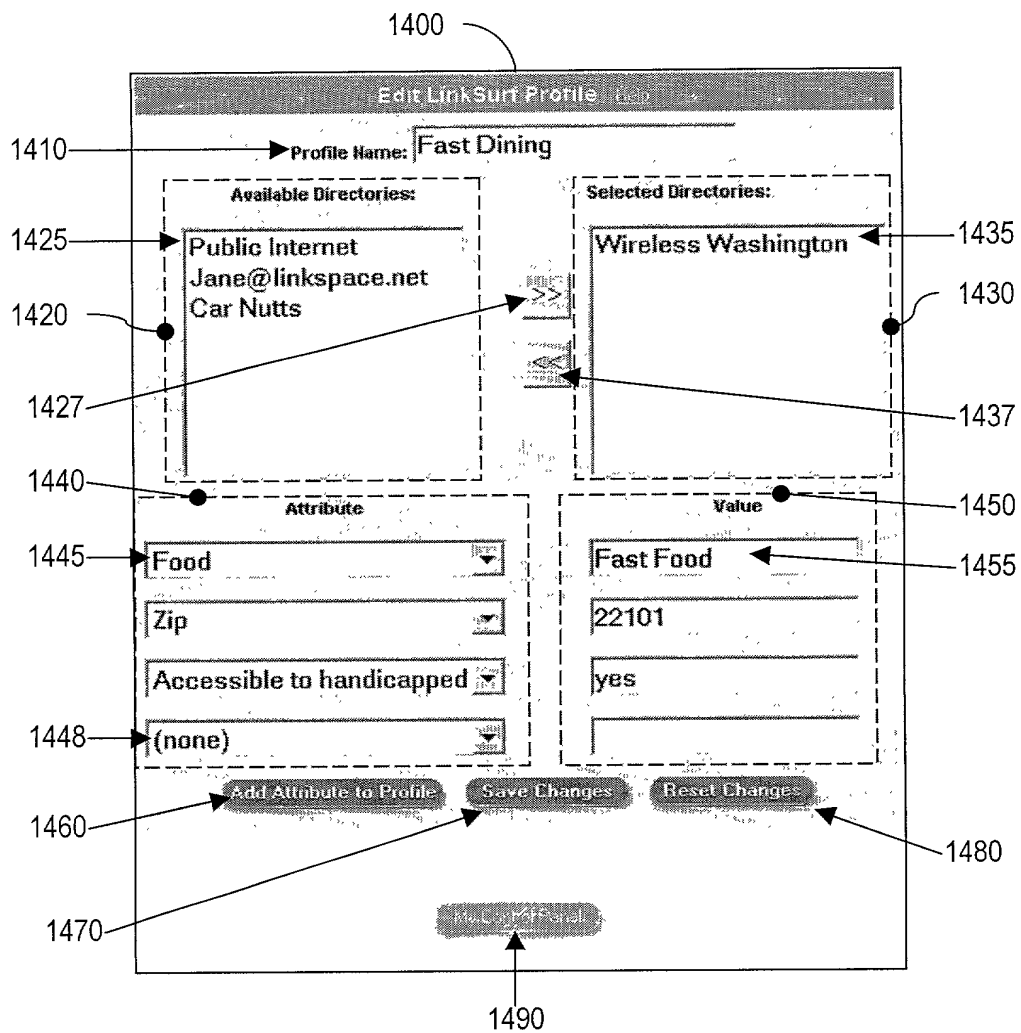 1400
Edit LinkSurf Profile Help
1410
Profile Name: Fast Dining
Available Directories:
Selected Directories:
1425
Public Internet
Jane@linkspace.net
Car Nutts
Wireless Washington
1435
>>
1430
1420
<<
1427
1437
1440
1450
Attribute
Value
1445
Food
Fast Food
1455
Zip
22101
Accessible to handicapped
yes
1448
(none)
Add Attribute to Profile
Save Changes
Reset Changes
1460
1480
1470
1490